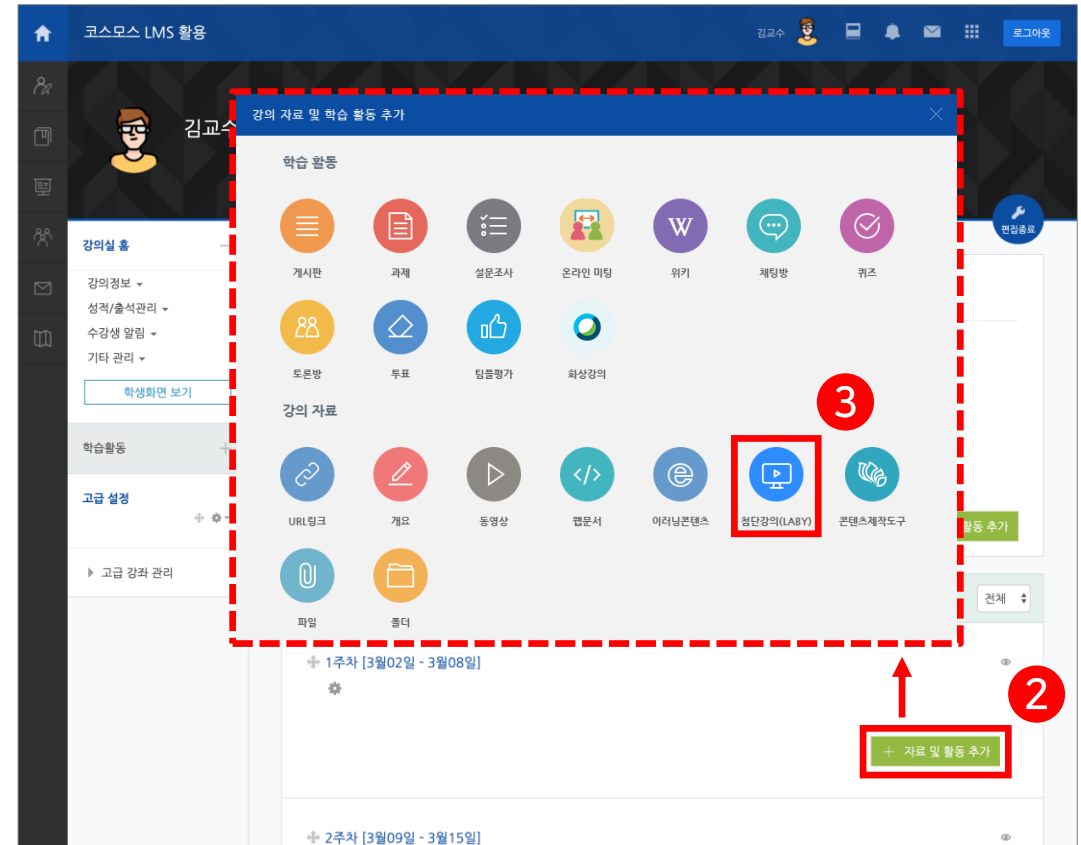 코스모스 LMS 활용
김교수
로그아웃
김교수
강의 자료 및 학습 활동 추가
편집종료
학습 활동
게시판
과제
설문조사
온라인 미팅
위키
채팅방
퀴즈
토론방
투표
팀플평가
화상강의
강의 자료
3
URL링크
개요
동영상
웹문서
이러닝컨텐츠
첨단강의(LABY)
콘텐츠제작도구
파일
폴더
강의실 홈
강의정보
성적/출석관리
수강생 알림
기타 관리
학생화면 보기
학습활동
고급 설정
고급 강좌 관리
활동 추가
전체
1주차 [3월02일 - 3월08일]
2
자료 및 활동 추가
2주차 [3월09일 - 3월15일]